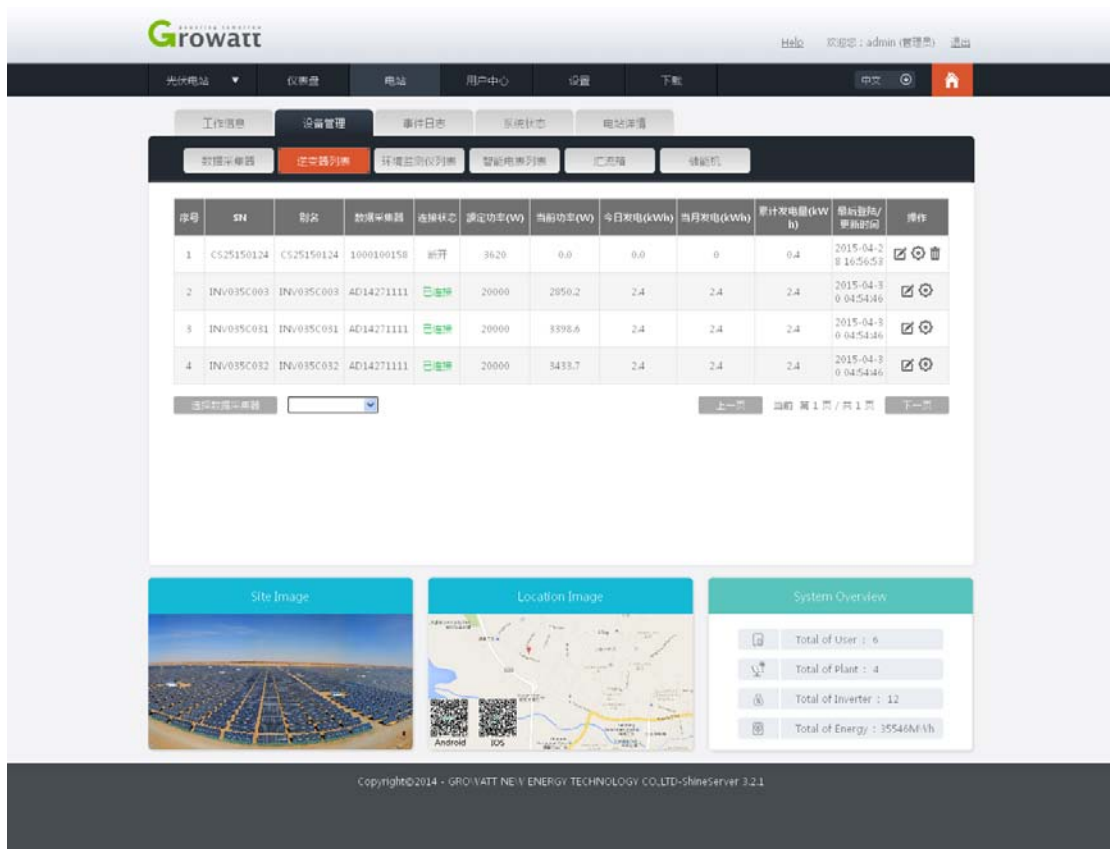 Growatt
Help 欢迎您：admin (管理员) 退出
光伏电站 ▼ 仪表盘 电站 用户中心 设置 下载 中文
工作信息 设备管理 事件日志 系统状态 电站详情
数据采集器 逆变器列表 环境监测仪列表 智能电表列表 汇流箱 储能机
序号 SN 别名 数据采集器 连接状态 额定功率(W) 当前功率(W) 今日发电(kWh) 当月发电(kWh) 累计发电量(kWh) 最后登陆/更新时间 操作
1 CS25150124 CS25150124 1000100158 断开 3620 0.0 0.0 0 0.4 2015-04-28 16:56:53
2 INV035C003 INV035C003 AD14271111 已连接 20000 2850.2 2.4 2.4 2.4 2015-04-30 04:54:46
3 INV035C031 INV035C031 AD14271111 已连接 20000 3398.6 2.4 2.4 2.4 2015-04-30 04:54:46
4 INV035C032 INV035C032 AD14271111 已连接 20000 3433.7 2.4 2.4 2.4 2015-04-30 04:54:46
选择数据采集器 上一页 当前 第 1 页 / 共 1 页 下一页
Site Image Location Image System Overview
Total of User : 6
Total of Plant : 4
Total of Inverter : 12
Total of Energy : 35546MWh
Android IOS
Copyright©2014 - GROWATT NEW ENERGY TECHNOLOGY CO.,LTD-ShineServer 3.2.1